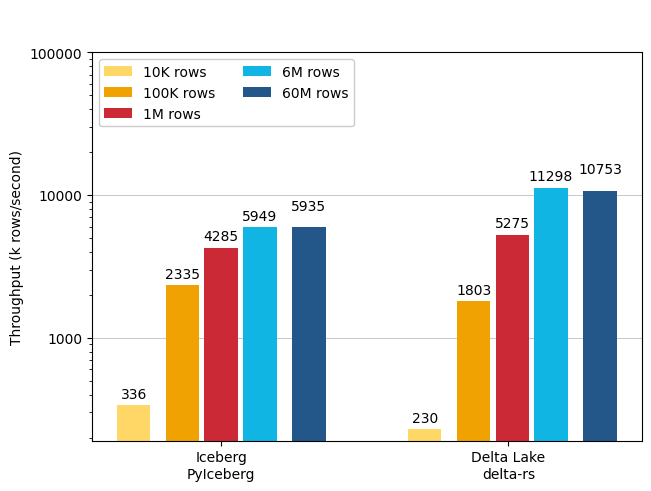 100000
10000
1000
Throughput (k rows/second)
10K rows
100K rows
1M rows
6M rows
60M rows
336
2335
4285
5949
5935
230
1803
5275
11298
10753
Iceberg
PyIceberg
Delta Lake
delta-rs